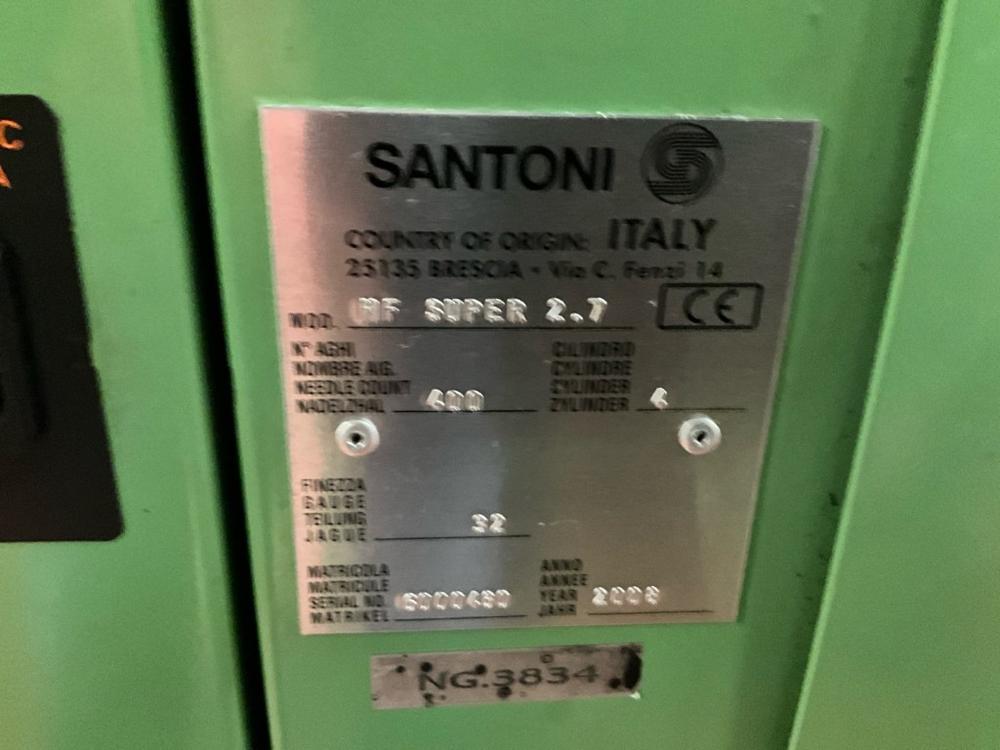 SANTONI
COUNTRY OF ORIGIN: ITALY
25135 BRESCIA • Via C. Fenzi 14
MOD. HF SUPER 2.7 CE
N° AGHI CILINDRO
NOMBRE AIG. CYLINDRE
NEEDLE COUNT CYLINDER
NADELZHAL 400 ZYLINDER 4
FINEZZA
GAUGE
TEILUNG
JAGUE 32
MATRICOLA ANNO
MATRICULE ANNEE
SERIAL NO. YEAR
MATRIKEL JAHR
NG.3834
C
A